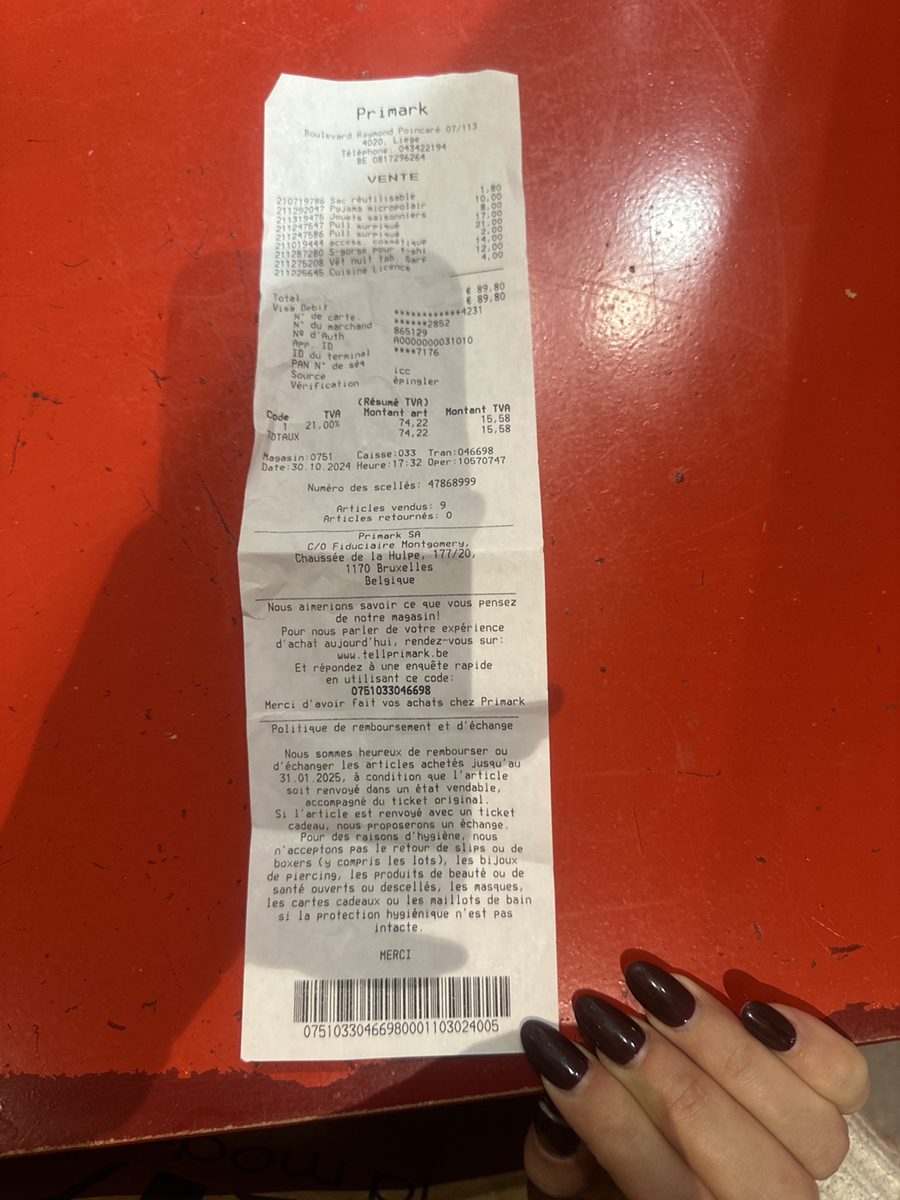 Primark
Boulevard Raymond Poincaré 07/113
4020, Liege
Téléphone: 043422194
BE 0817296264
VENTE
210719786 Sac réutilisable 1,80
211292047 Pyjama micropolair 10,00
211319475 Jouets saisonniers 8,00
211247547 Pull surpiqué 17,00
211247586 Pull surpiqué 21,00
211019444 access. cosmétique 2,00
211287280 S-gorge pour t-shi 14,00
211275208 Vêt nuit fab. Garç 12,00
211225645 Cuisine Licence 4,00
Total € 89,80
Visa Debit € 89,80
N° de carte. ************4231
N° du marchand ******2852
Nº d'Auth 865129
App. ID A0000000031010
ID du terminal ****7176
PAN N° de séq
Source icc
Vérification épingler
(Résumé TVA)
Code TVA Montant art Montant TVA
1 21,00% 74,22 15,58
TOTAUX 74,22 15,58
Magasin:0751 Caisse:033 Tran:046698
Date:30.10.2024 Heure:17:32 Oper:10570747
Numéro des scellés: 47868999
Articles vendus: 9
Articles retournés: 0
Primark SA
C/O Fiduciaire Montgomery,
Chaussée de la Hulpe, 177/20,
1170 Bruxelles
Belgique
Nous aimerions savoir ce que vous pensez
de notre magasin!
Pour nous parler de votre expérience
d'achat aujourd'hui, rendez-vous sur:
www.tellprimark.be
Et répondez à une enquête rapide
en utilisant ce code:
0751033046698
Merci d'avoir fait vos achats chez Primark
Politique de remboursement et d'échange
Nous sommes heureux de rembourser ou
d'échanger les articles achetés jusqu'au
31.01.2025, à condition que l'article
soit renvoyé dans un état vendable,
accompagné du ticket original.
Si l'article est renvoyé avec un ticket
cadeau, nous proposerons un échange.
Pour des raisons d'hygiène, nous
n'acceptons pas le retour de slips ou de
boxers (y compris les lots), les bijoux
de piercing, les produits de beauté ou de
santé ouverts ou descellés, les masques,
les cartes cadeaux ou les maillots de bain
si la protection hygiénique n'est pas
intacte.
MERCI
07510330466980001103024005